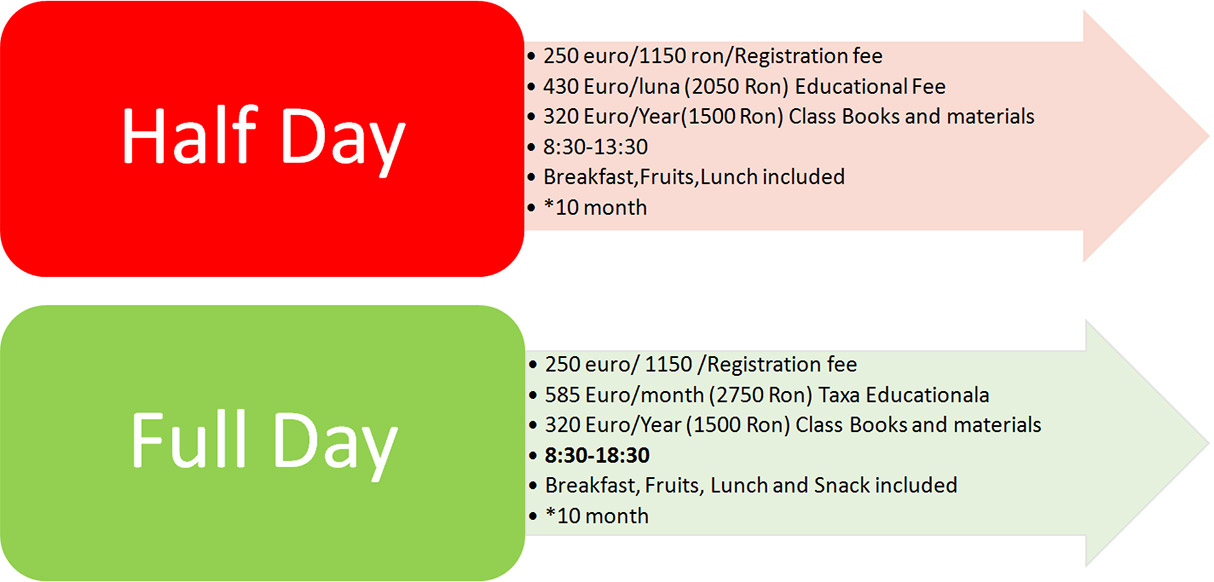 Half Day
• 250 euro/1150 ron/Registration fee
• 430 Euro/luna (2050 Ron) Educational Fee
• 320 Euro/Year(1500 Ron) Class Books and materials
• 8:30-13:30
• Breakfast,Fruits,Lunch included
• *10 month
Full Day
• 250 euro/ 1150 /Registration fee
• 585 Euro/month (2750 Ron) Taxa Educationala
• 320 Euro/Year (1500 Ron) Class Books and materials
• 8:30-18:30
• Breakfast, Fruits, Lunch and Snack included
• *10 month